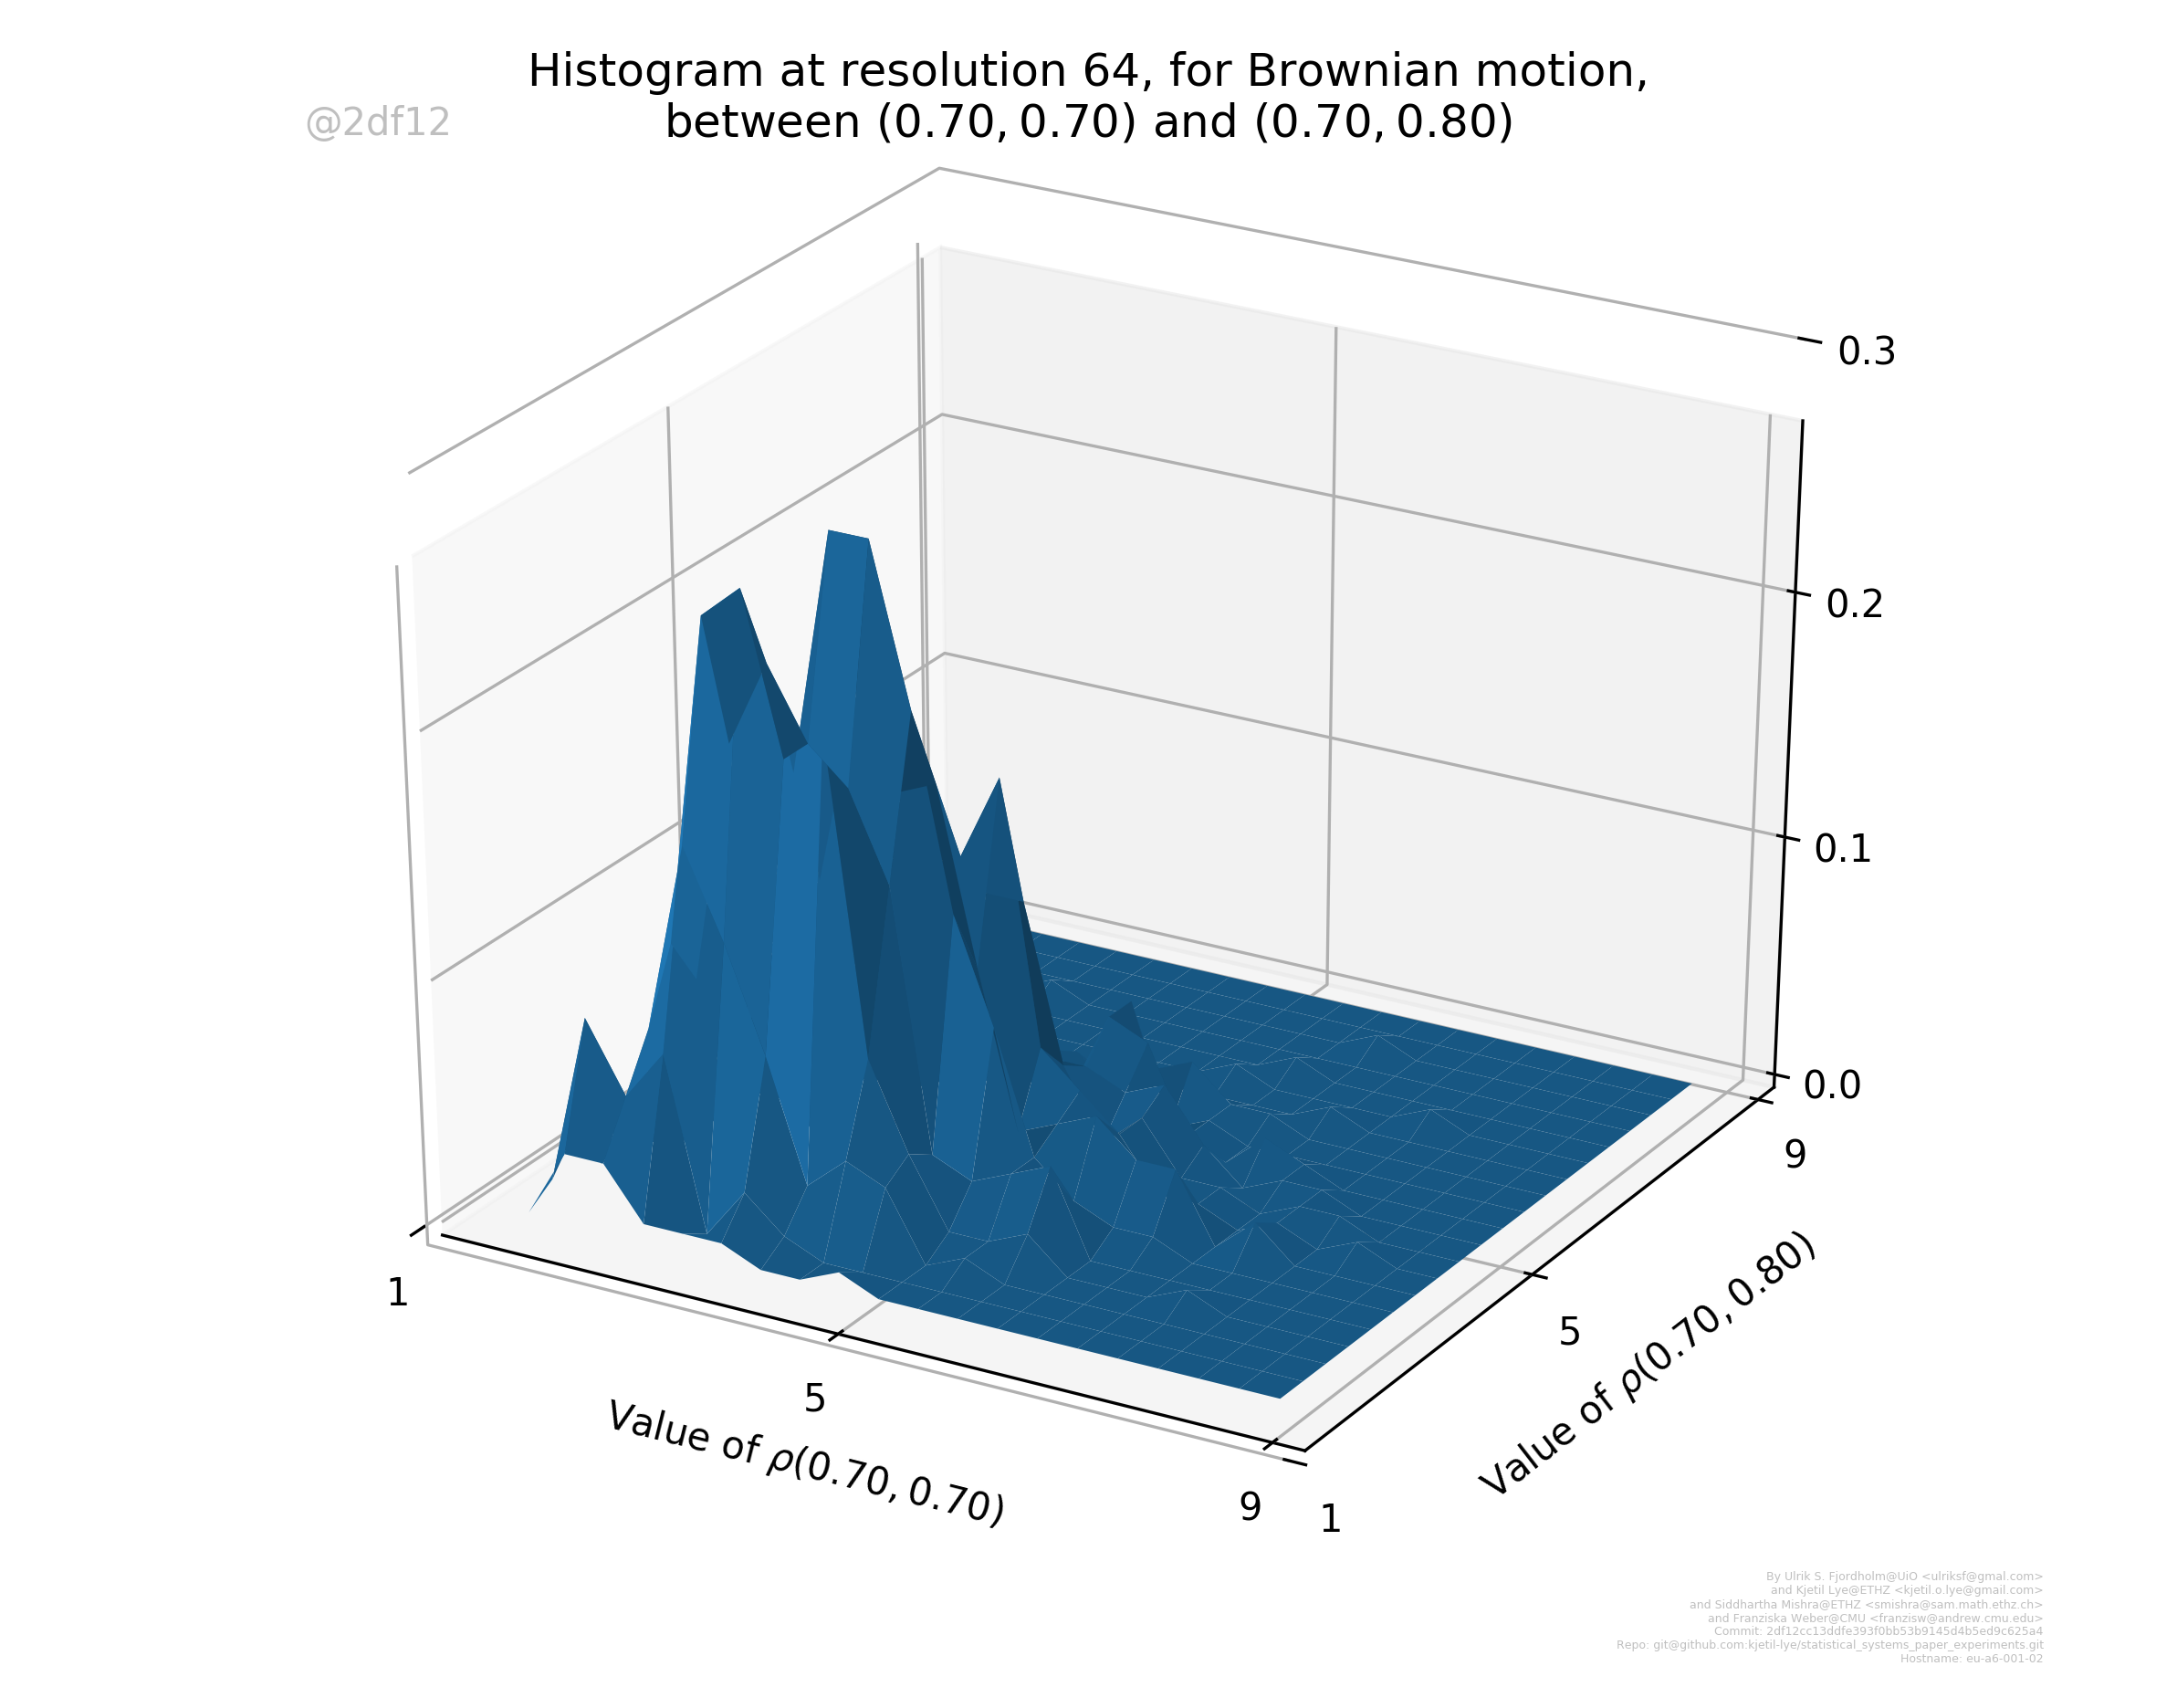 Histogram at resolution 64, for Brownian motion,
between (0.70, 0.70) and (0.70, 0.80)
@2df12
0.3
0.2
0.1
0.0
9
5
1
1
5
9
Value of ρ(0.70, 0.70)
Value of ρ(0.70, 0.80)
By Ulrik S. Fjordholm@UiO <ulriksf@gmal.com>
and Kjetil Lye@ETHZ <kjetil.o.lye@gmail.com>
and Siddhartha Mishra@ETHZ <smishra@sam.math.ethz.ch>
and Franziska Weber@CMU <franzisw@andrew.cmu.edu>
Commit: 2df12cc13ddfe393f0bb53b9145d4b5ed9c625a4
Repo: git@github.com:kjetil-lye/statistical_systems_paper_experiments.git
Hostname: eu-a6-001-02